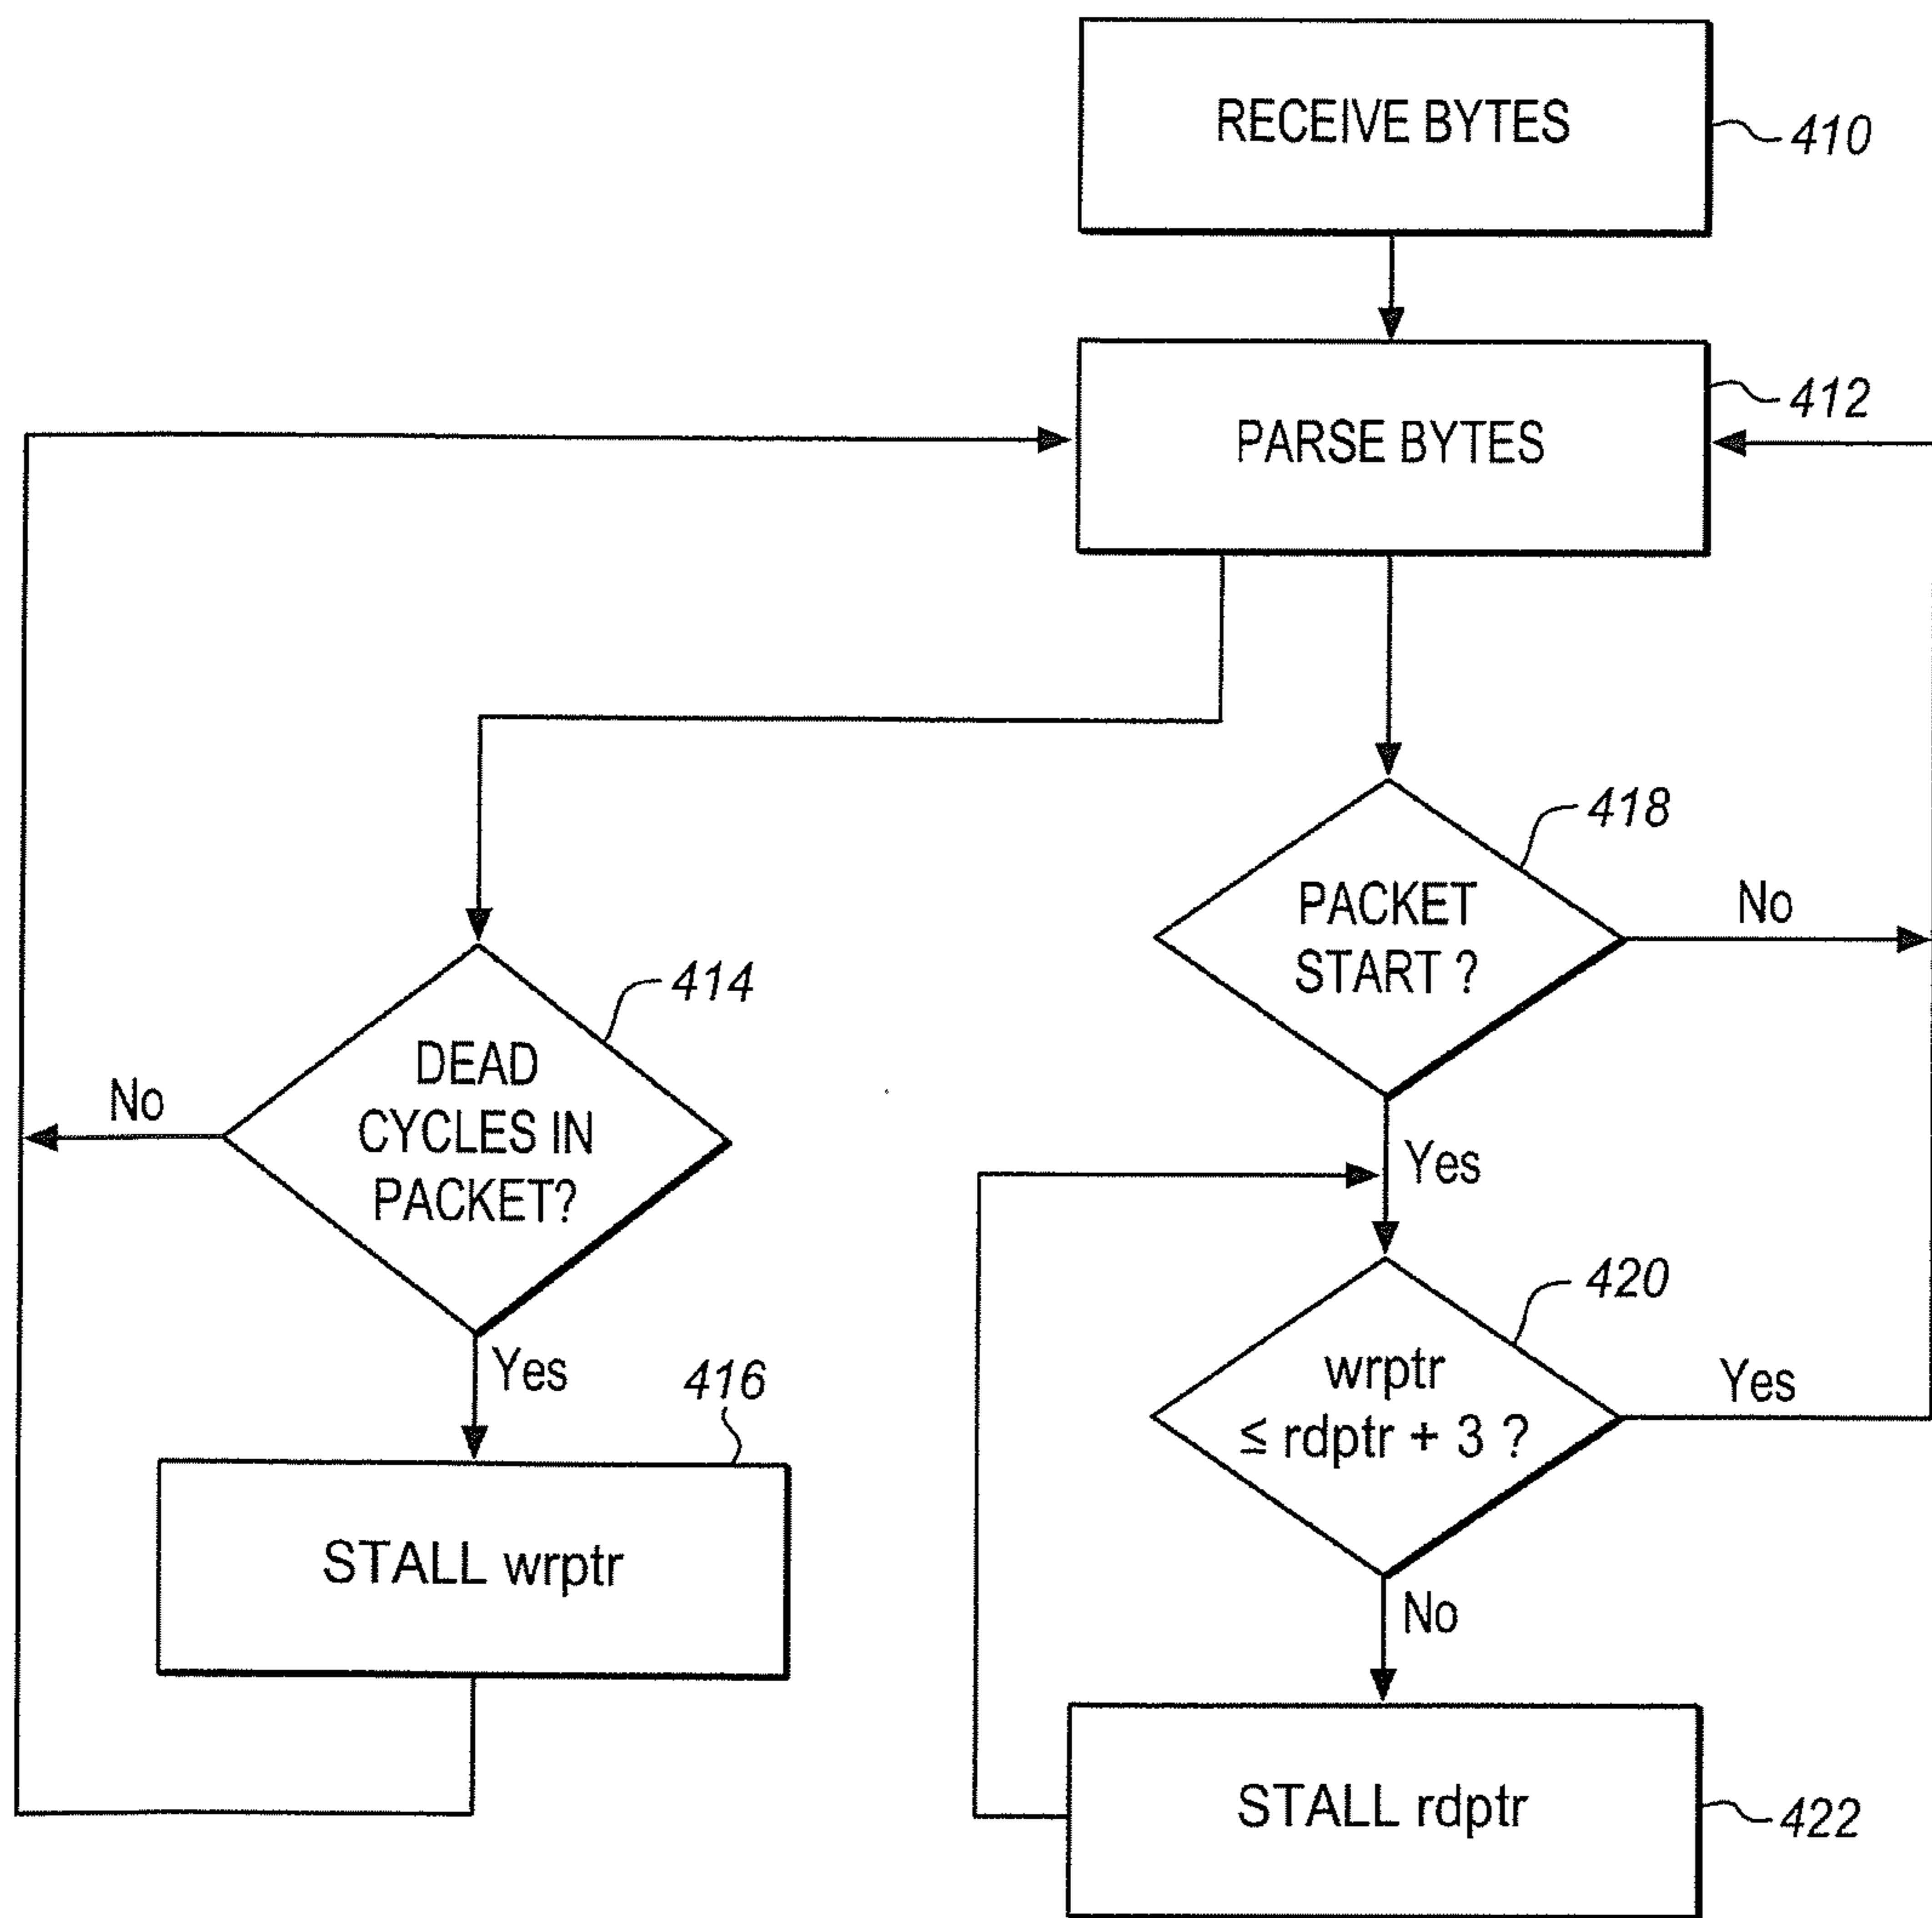 RECEIVE BYTES
410
PARSE BYTES
412
PACKET
START ?
418
No
Yes
DEAD
CYCLES IN
PACKET?
414
No
Yes
wrptr
≤ rdptr + 3 ?
420
Yes
No
STALL wrptr
416
STALL rdptr
422